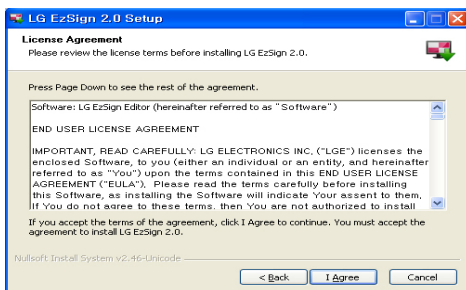 LG EzSign 2.0 Setup
License Agreement
Please review the license terms before installing LG EzSign 2.0.
Press Page Down to see the rest of the agreement.
Software: LG EzSign Editor (hereinafter referred to as "Software")
END USER LICENSE AGREEMENT
IMPORTANT, READ CAREFULLY: LG ELECTRONICS INC, ("LGE") licenses the
enclosed Software, to you (either an individual or an entity, and hereinafter
referred to as "You") upon the terms contained in this END USER LICENSE
AGREEMENT ("EULA"), Please read the terms carefully before installing
this Software, as installing the Software will indicate Your assent to them,
If You do not agree to these terms, then You are not authorized to install
If you accept the terms of the agreement, click I Agree to continue. You must accept the
agreement to install LG EzSign 2.0.
Nullsoft Install System v2.46-Unicode
< Back
I Agree
Cancel